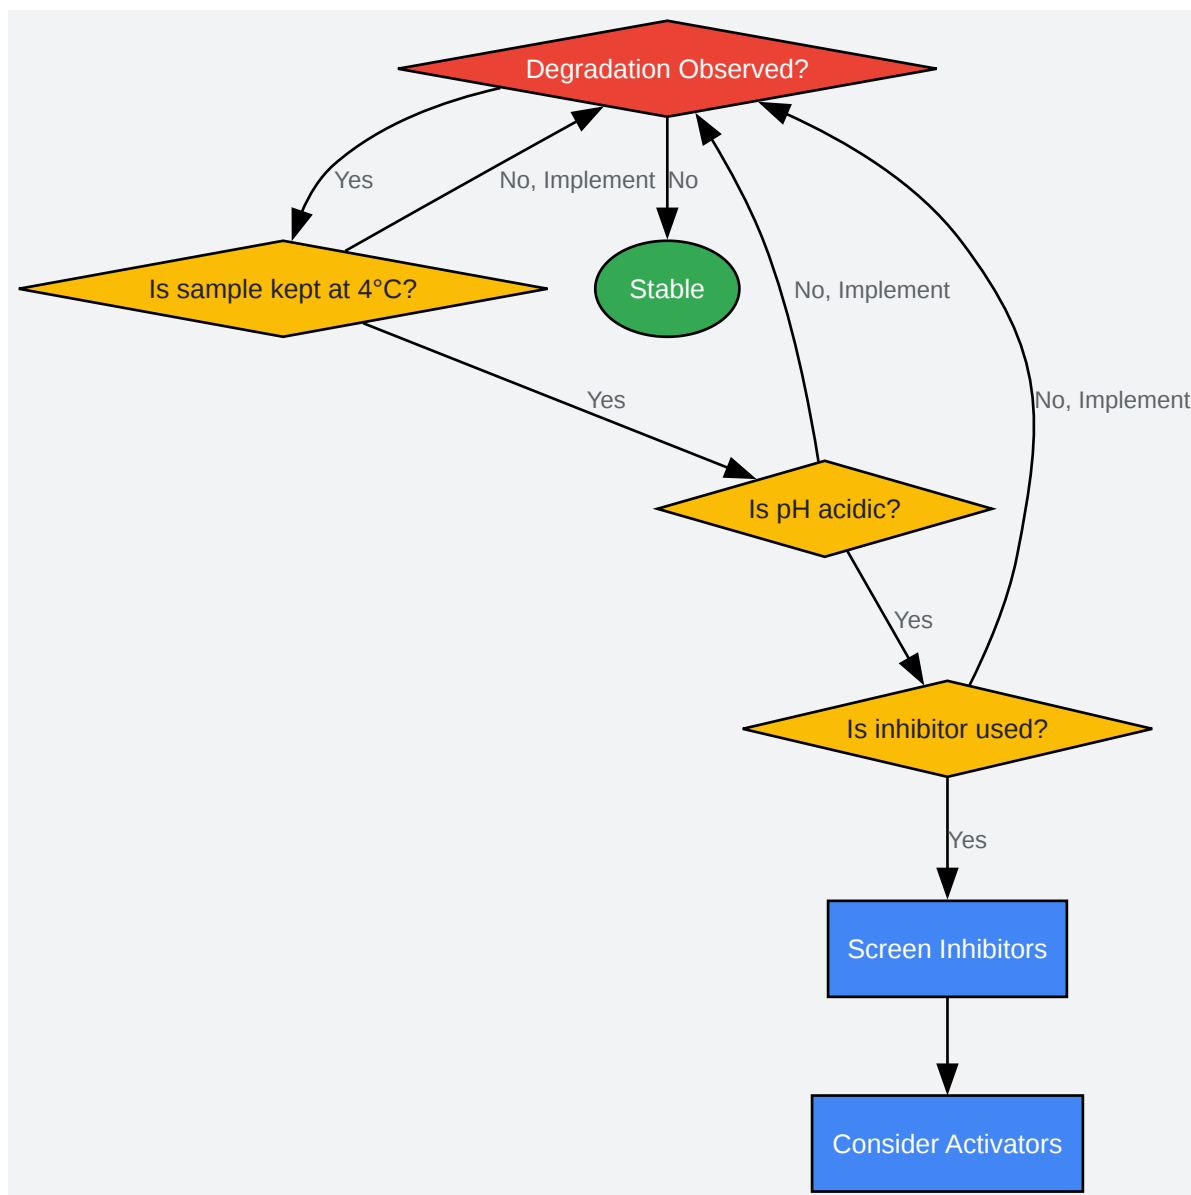 Degradation Observed?
Yes
No, Implement
No
Is sample kept at 4°C?
Stable
No, Implement
Yes
No, Implement
Is pH acidic?
Yes
Is inhibitor used?
Yes
Screen Inhibitors
Consider Activators